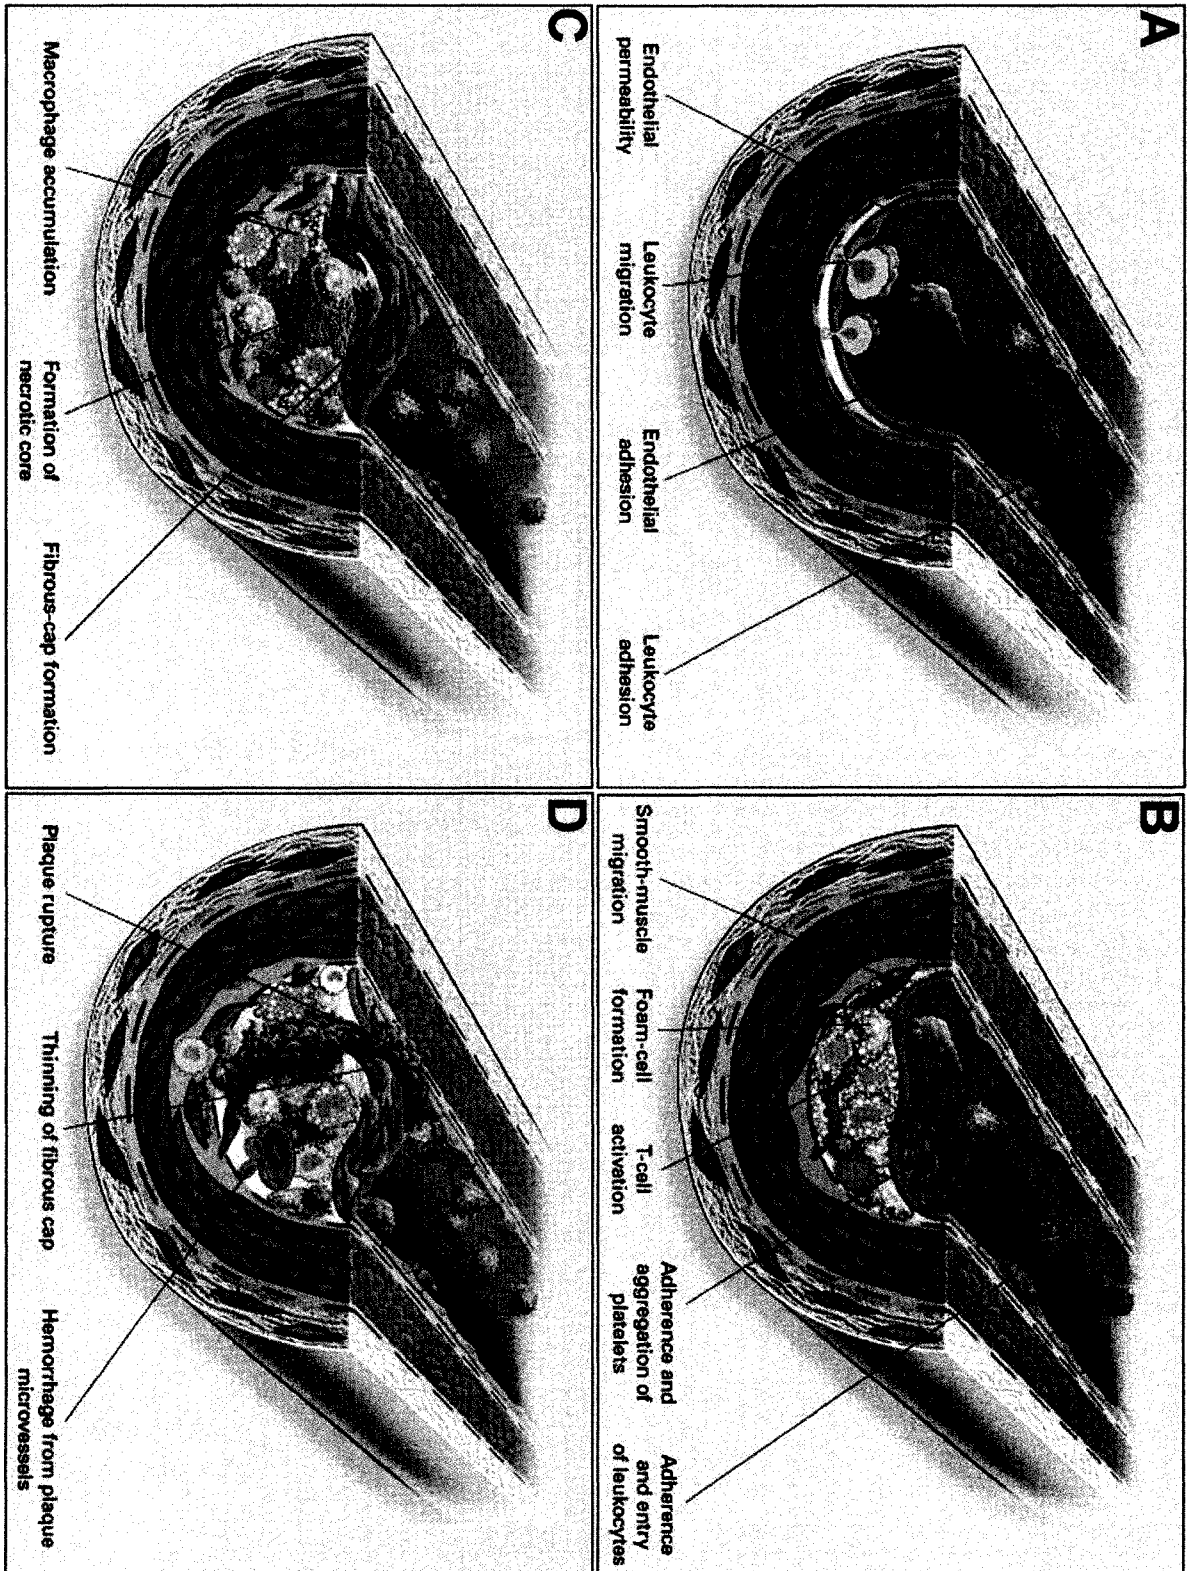 A
Endothelial
permeability
Leukocyte
migration
Endothelial
adhesion
Leukocyte
adhesion
B
Smooth-muscle
migration
Foam-cell
formation
T-cell
activation
Adherence and
aggregation of
platelets
Adherence
and entry
of leukocytes
C
Macrophage accumulation
Formation of
necrotic core
Fibrous-cap formation
D
Plaque rupture
Thinning of fibrous cap
Hemorrhage from plaque
microvessels